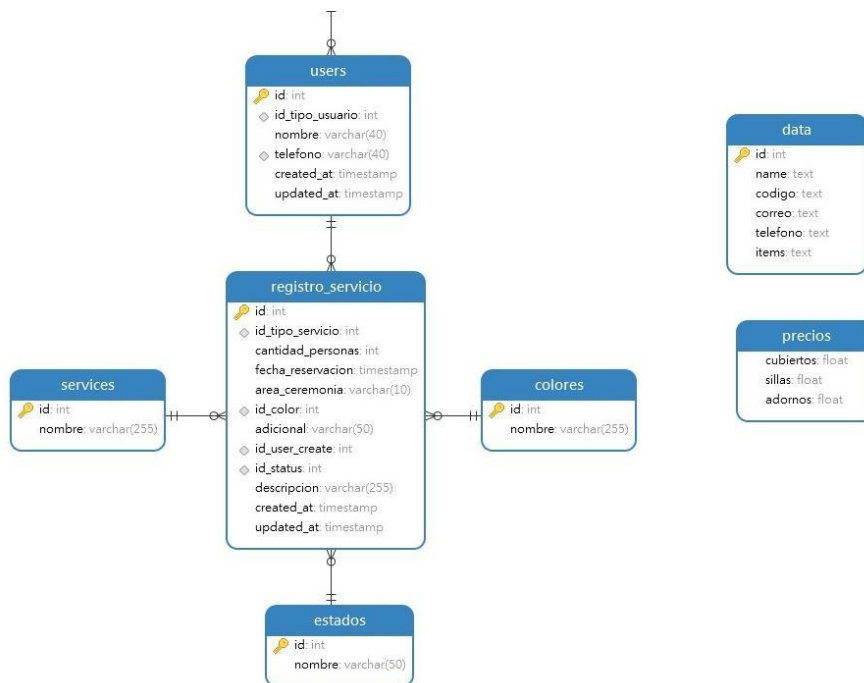 users
id: int
id_tipo_usuario: int
nombre: varchar(40)
telefono: varchar(40)
created_at: timestamp
updated_at: timestamp
data
id: int
name: text
codigo: text
correo: text
telefono: text
items: text
registro_servicio
id: int
id_tipo_servicio: int
cantidad_personas: int
fecha_reservacion: timestamp
area_ceremonia: varchar(10)
id_color: int
adicional: varchar(50)
id_user_create: int
id_status: int
descripcion: varchar(255)
created_at: timestamp
updated_at: timestamp
precios
cubiertos: float
sillas: float
adornos: float
services
id: int
nombre: varchar(255)
colores
id: int
nombre: varchar(255)
estados
id: int
nombre: varchar(50)